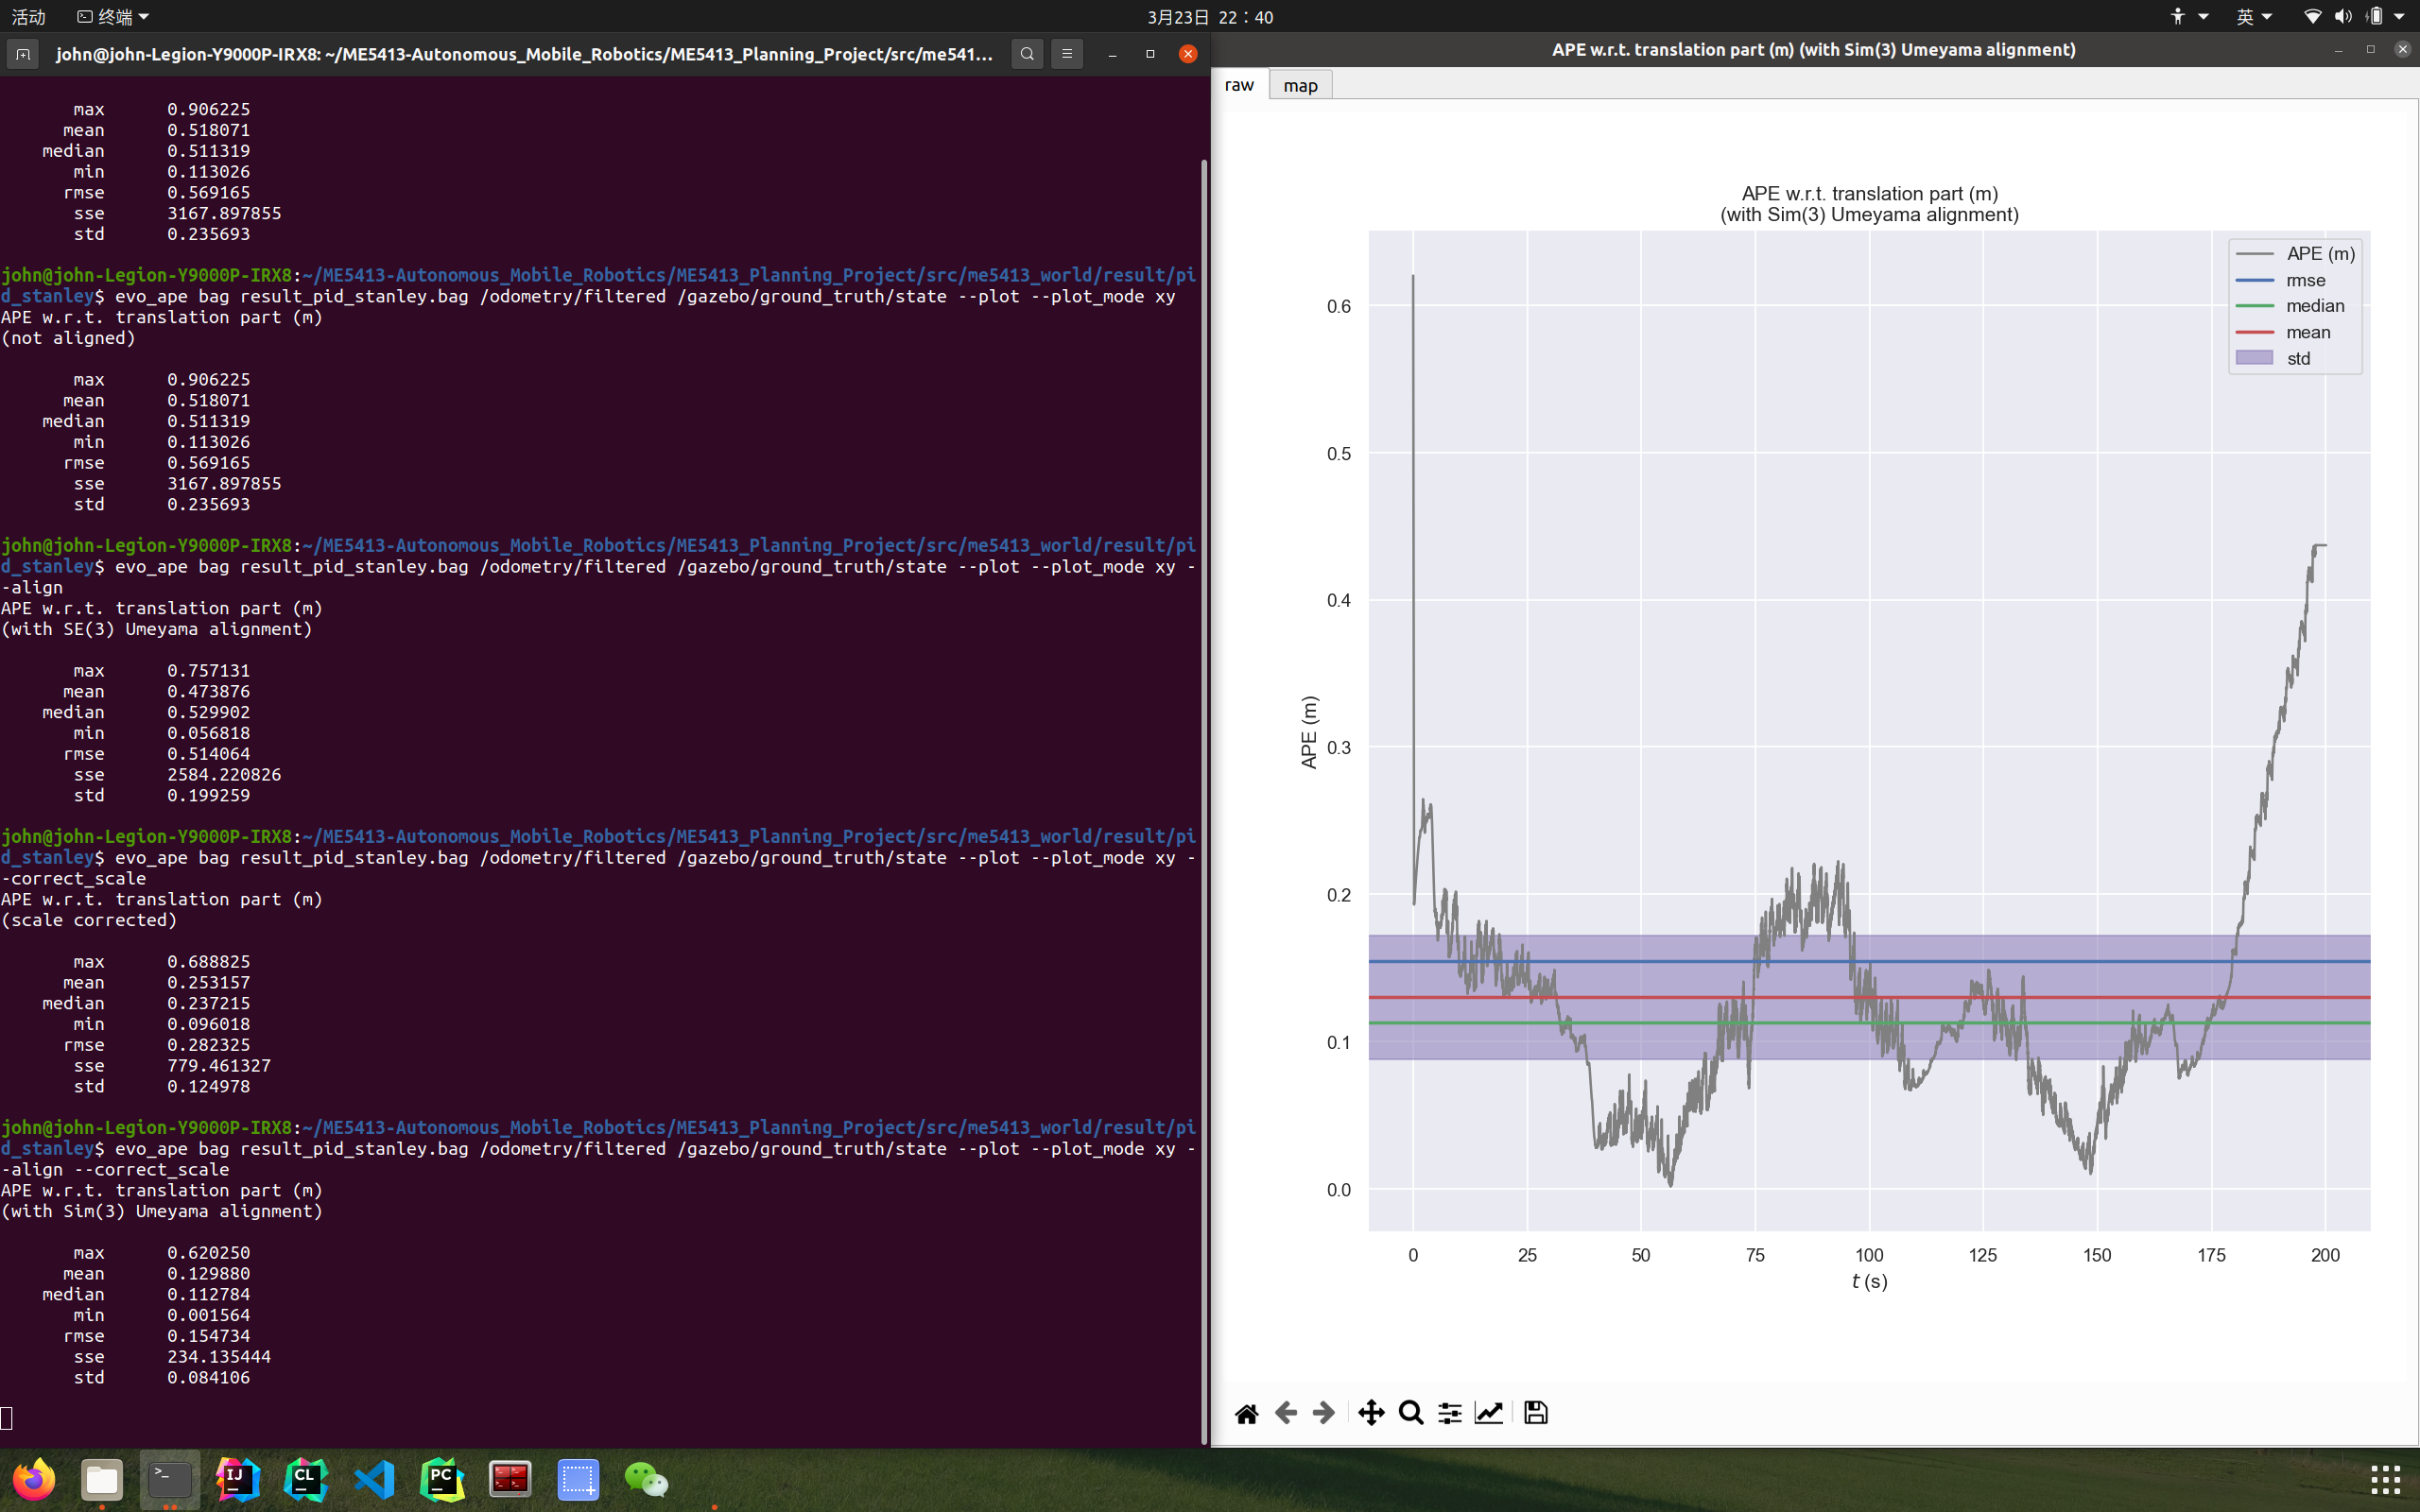 活动
终端
3月23日 22：40
英
john@john-Legion-Y9000P-IRX8: ~/ME5413-Autonomous_Mobile_Robotics/ME5413_Planning_Project/src/me541...
max 0.906225
mean 0.518071
median 0.511319
min 0.113026
rmse 0.569165
sse 3167.897855
std 0.235693
john@john-Legion-Y9000P-IRX8:~/ME5413-Autonomous_Mobile_Robotics/ME5413_Planning_Project/src/me5413_world/result/pi
d_stanley$ evo_ape bag result_pid_stanley.bag /odometry/filtered /gazebo/ground_truth/state --plot --plot_mode xy
APE w.r.t. translation part (m)
(not aligned)
max 0.906225
mean 0.518071
median 0.511319
min 0.113026
rmse 0.569165
sse 3167.897855
std 0.235693
john@john-Legion-Y9000P-IRX8:~/ME5413-Autonomous_Mobile_Robotics/ME5413_Planning_Project/src/me5413_world/result/pi
d_stanley$ evo_ape bag result_pid_stanley.bag /odometry/filtered /gazebo/ground_truth/state --plot --plot_mode xy -
-align
APE w.r.t. translation part (m)
(with SE(3) Umeyama alignment)
max 0.757131
mean 0.473876
median 0.529902
min 0.056818
rmse 0.514064
sse 2584.220826
std 0.199259
john@john-Legion-Y9000P-IRX8:~/ME5413-Autonomous_Mobile_Robotics/ME5413_Planning_Project/src/me5413_world/result/pi
d_stanley$ evo_ape bag result_pid_stanley.bag /odometry/filtered /gazebo/ground_truth/state --plot --plot_mode xy -
-correct_scale
APE w.r.t. translation part (m)
(scale corrected)
max 0.688825
mean 0.253157
median 0.237215
min 0.096018
rmse 0.282325
sse 779.461327
std 0.124978
john@john-Legion-Y9000P-IRX8:~/ME5413-Autonomous_Mobile_Robotics/ME5413_Planning_Project/src/me5413_world/result/pi
d_stanley$ evo_ape bag result_pid_stanley.bag /odometry/filtered /gazebo/ground_truth/state --plot --plot_mode xy -
-align --correct_scale
APE w.r.t. translation part (m)
(with Sim(3) Umeyama alignment)
max 0.620250
mean 0.129880
median 0.112784
min 0.001564
rmse 0.154734
sse 234.135444
std 0.084106
APE w.r.t. translation part (m) (with Sim(3) Umeyama alignment)
raw
map
APE w.r.t. translation part (m)
(with Sim(3) Umeyama alignment)
APE (m)
rmse
median
mean
std
0.6
0.5
0.4
0.3
0.2
0.1
0.0
APE (m)
0 25 50 75 100 125 150 175 200
t (s)
>_
IJ
CL
PC